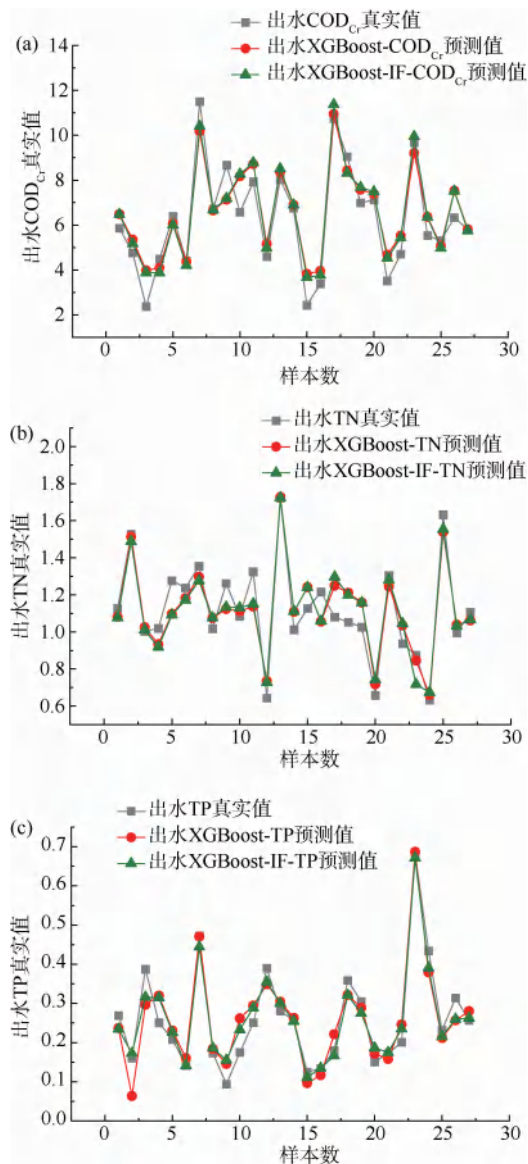 (a)
出水CODCr真实值
出水XGBoost-CODCr预测值
出水XGBoost-IF-CODCr预测值
14
12
10
8
6
4
2
出水CODCr真实值
0 5 10 15 20 25 30
样本数
(b)
出水TN真实值
出水XGBoost-TN预测值
出水XGBoost-IF-TN预测值
2.0
1.8
1.6
1.4
1.2
1.0
0.8
0.6
出水TN真实值
0 5 10 15 20 25 30
样本数
(c)
出水TP真实值
出水XGBoost-TP预测值
出水XGBoost-IF-TP预测值
0.7
0.6
0.5
0.4
0.3
0.2
0.1
0.0
出水TP真实值
0 5 10 15 20 25 30
样本数